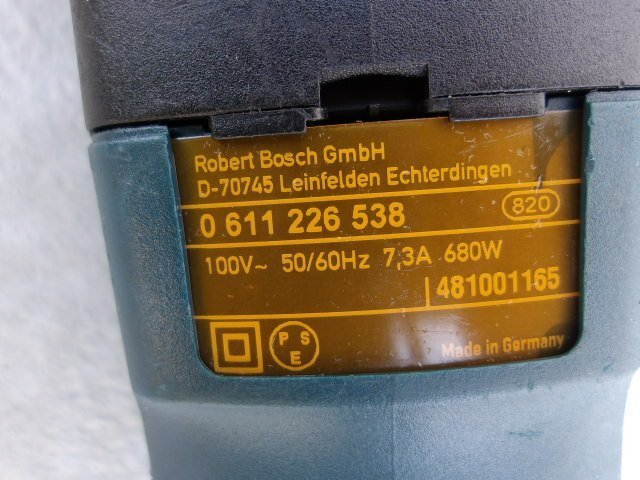 Robert Bosch GmbH
D-70745 Leinfelden Echterdingen
0 611 226 538 820
100V~ 50/60Hz 7,3A 680W
481001165
P S
E
Made in Germany